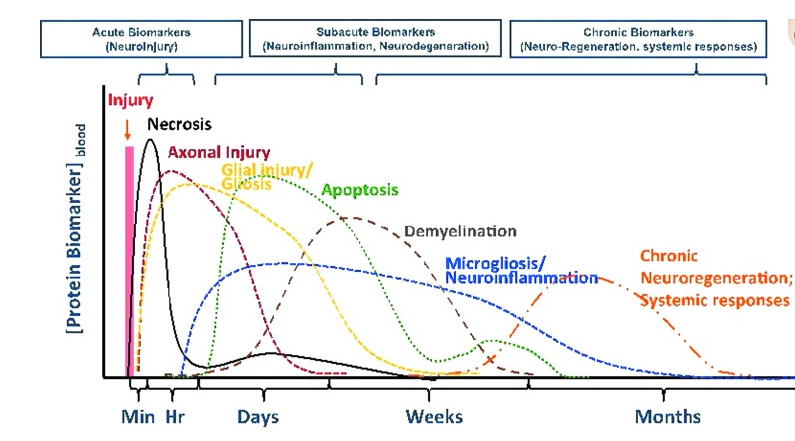 Acute Biomarkers
(Neuroinjury)
Subacute Biomarkers
(Neuroinflammation, Neurodegeneration)
Chronic Biomarkers
(Neuro-Regeneration. systemic responses)
Injury
Necrosis
Axonal Injury
Glial injury/
Gliosis
Apoptosis
Demyelination
Microgliosis/
Neuroinflammation
Chronic
Neuroregeneration;
Systemic responses
[Protein Biomarker] blood
Min Hr Days Weeks Months